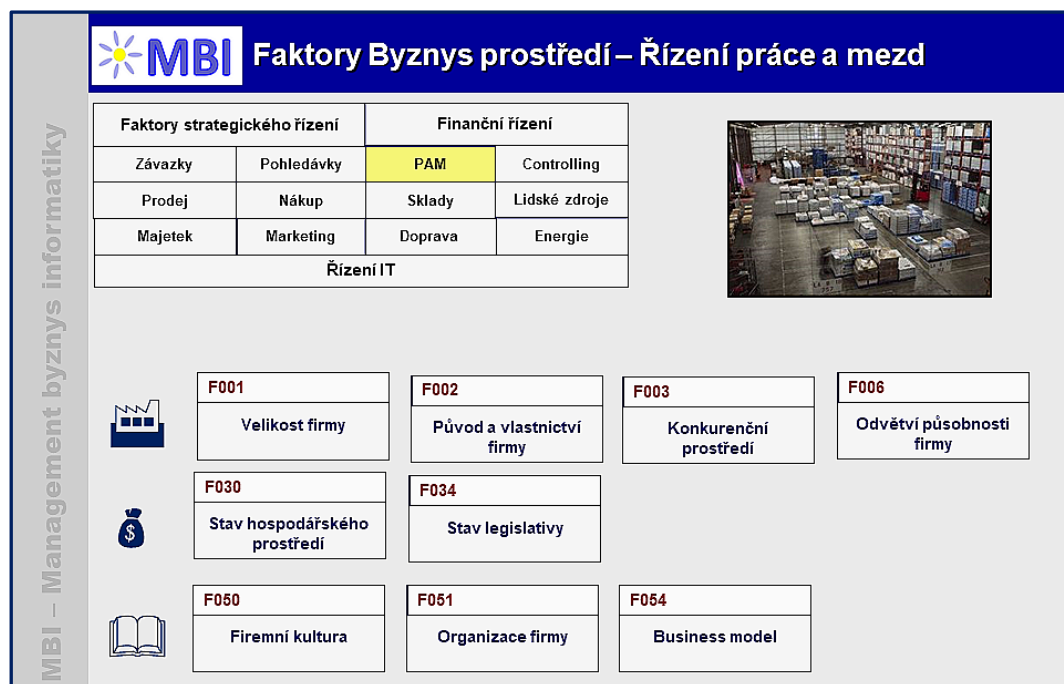 MBI Faktory Byznys prostředí – Řízení práce a mezd
MBI – Management byznys informatiky
Faktory strategického řízení Finanční řízení
Závazky Pohledávky PAM Controlling
Prodej Nákup Sklady Lidské zdroje
Majetek Marketing Doprava Energie
Řízení IT
F001
Velikost firmy
F002
Původ a vlastnictví
firmy
F003
Konkurenční
prostředí
F006
Odvětví působnosti
firmy
F030
Stav hospodářského
prostředí
F034
Stav legislativy
$
F050
Firemní kultura
F051
Organizace firmy
F054
Business model